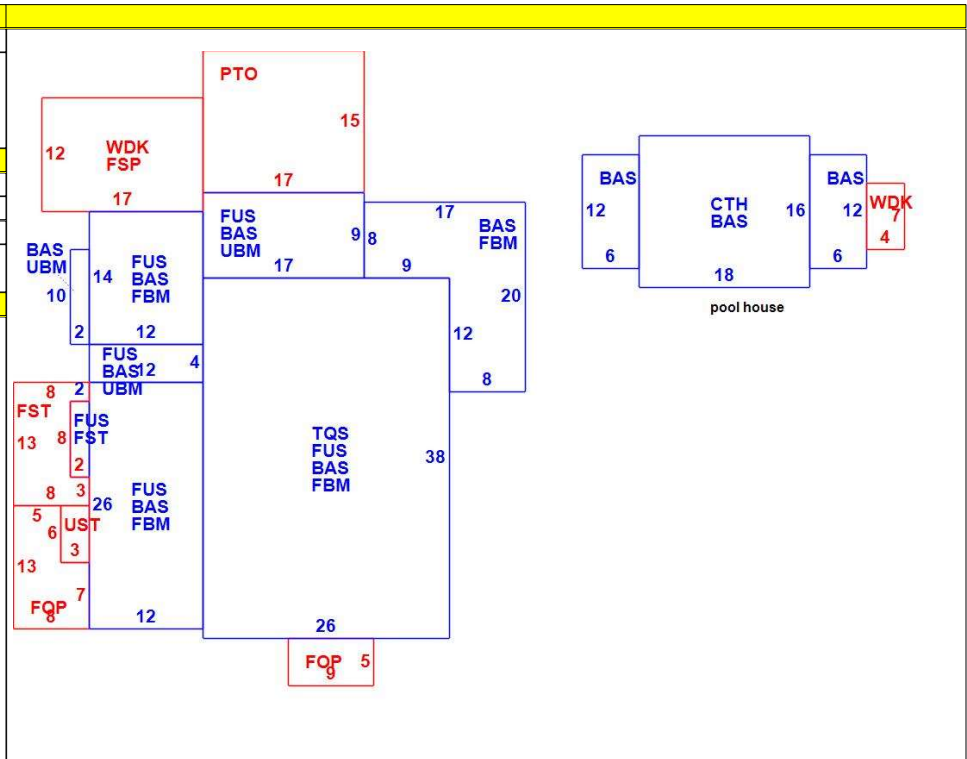 PTO
15
17
12
WDK
FSP
17
FUS
BAS
UBM
9
17
17
8
BAS
FBM
9
20
12
8
BAS
UBM
10
2
14
FUS
BAS
FBM
12
FUS
BAS
UBM
12
4
8
2
FST
13
8
FUS
FST
8
2
3
26
FUS
BAS
FBM
12
5
6
UST
3
13
7
FOP
8
TQS
FUS
BAS
FBM
38
26
FOP
5
9
BAS
12
6
CTH
BAS
16
18
BAS
12
6
WDK
7
4
pool house